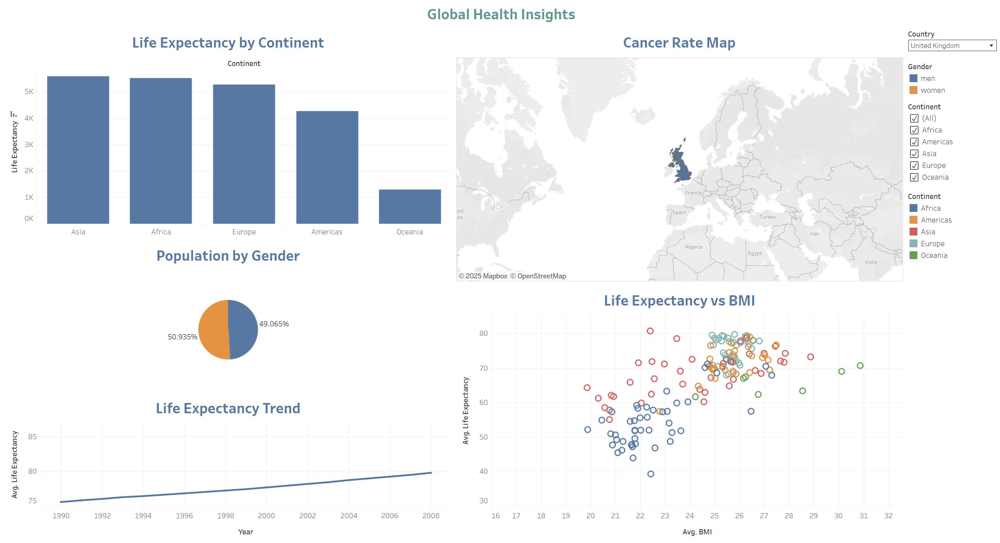 Global Health Insights
Life Expectancy by Continent
Continent
Life Expectancy
5K
4K
3K
2K
1K
0K
Asia Africa Europe Americas Oceania
Population by Gender
49.065%
50.935%
Life Expectancy Trend
Avg. Life Expectancy
85
80
75
1990 1992 1994 1996 1998 2000 2002 2004 2006 2008
Year
Cancer Rate Map
ted
tes
France
Spain
Turkey
Iran
Algeria
Egypt
India
© 2025 Mapbox © OpenStreetMap
Life Expectancy vs BMI
Avg. Life Expectancy
80
70
60
50
40
30
16 17 18 19 20 21 22 23 24 25 26 27 28 29 30 31 32
Avg. BMI
Country
United Kingdom
Gender
men
women
Continent
(All)
Africa
Americas
Asia
Europe
Oceania
Continent
Africa
Americas
Asia
Europe
Oceania